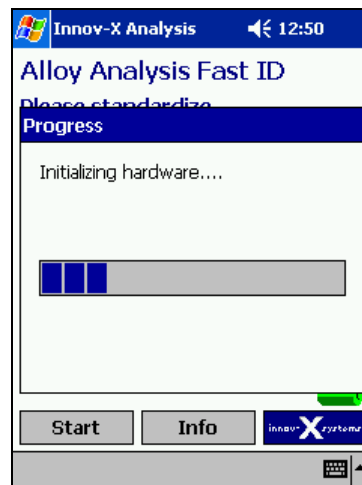 Innov-X Analysis 12:50
Alloy Analysis Fast ID
Please standardize
Progress
Initializing hardware....
Start Info innov-X systems